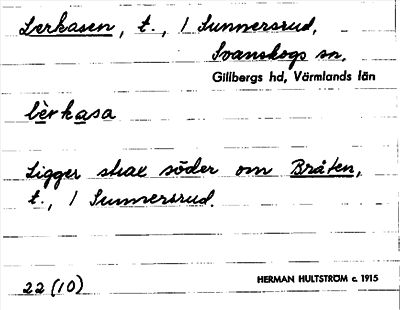 Lerkasen, t., / Sunnersrud,
Svanskogs sn,
Gillbergs hd, Värmlands län
lèrkasa
Ligger strax söder om Bråten,
t., / Sunnersrud.
22 (10)
HERMAN HULTSTRÖM c. 1915